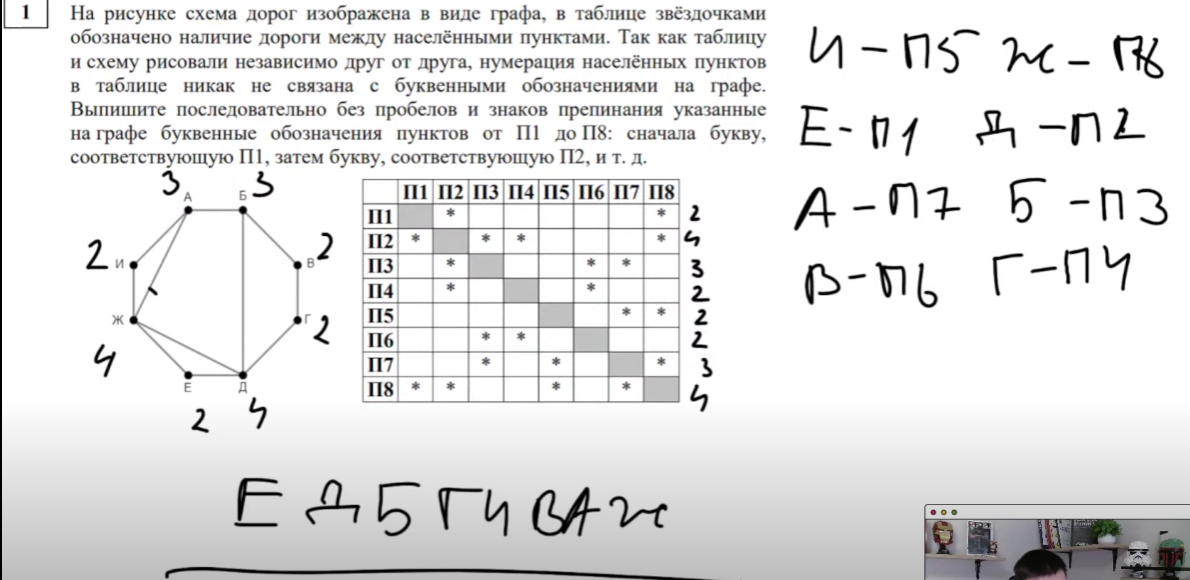 1
На рисунке схема дорог изображена в виде графа, в таблице звёздочками
обозначено наличие дороги между населёнными пунктами. Так как таблицу
и схему рисовали независимо друг от друга, нумерация населённых пунктов
в таблице никак не связана с буквенными обозначениями на графе.
Выпишите последовательно без пробелов и знаков препинания указанные
на графе буквенные обозначения пунктов от П1 до П8: сначала букву,
соответствующую П1, затем букву, соответствующую П2, и т. д.
И – П5 Ж – П8
Е - П1 Д – П2
А – П7 Б – П3
В – П6 Г – П4
3 А Б 3
2 И В 2
Ж Г 2
4
Е Д
2 4
П1 П2 П3 П4 П5 П6 П7 П8
П1 * * 2
П2 * * * * 4
П3 * * * 3
П4 * * 2
П5 * * 2
П6 * * 2
П7 * * * 3
П8 * * * * 4
Е Д Б Г И В А Ж